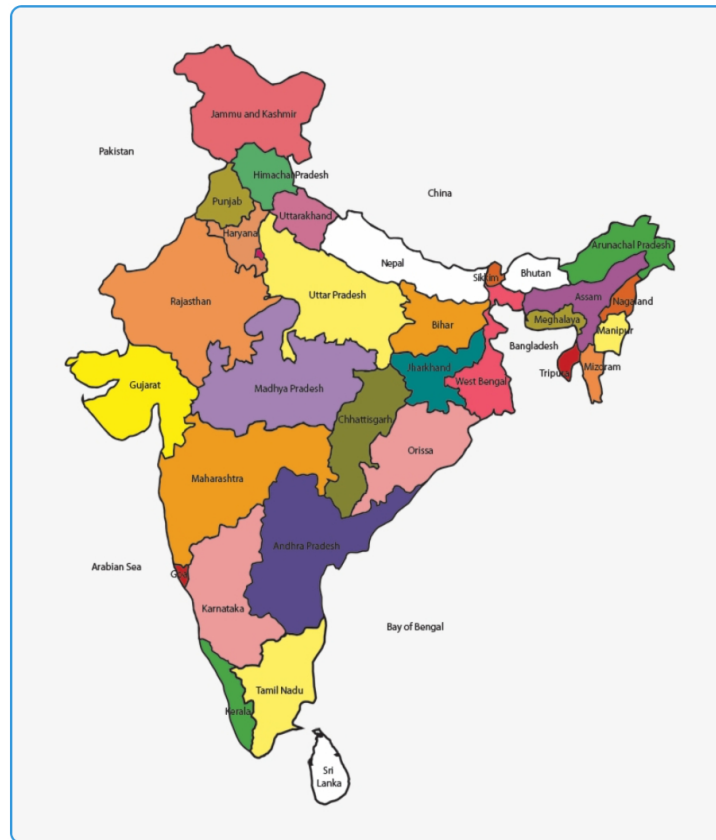 Jammu and Kashmir
Pakistan
Himachal Pradesh
China
Punjab
Uttarakhand
Haryana
Arunachal Pradesh
Nepal
Bhutan
Sikkim
Rajasthan
Uttar Pradesh
Assam
Nagaland
Meghalaya
Bihar
Manipur
Bangladesh
Jharkhand
Mizoram
Tripura
West Bengal
Gujarat
Madhya Pradesh
Chhattisgarh
Orissa
Maharashtra
Andhra Pradesh
Arabian Sea
Goa
Karnataka
Bay of Bengal
Tamil Nadu
Kerala
Sri
Lanka